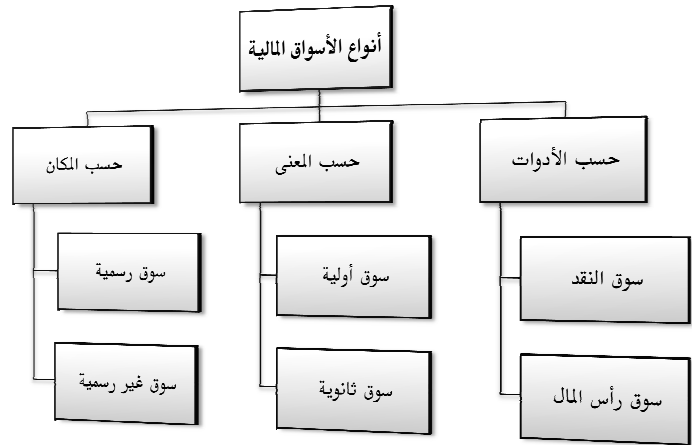 أنواع الأسواق المالية
حسب الأدوات
حسب المعنى
حسب المكان
سوق النقد
سوق أولية
سوق رسمية
سوق رأس المال
سوق ثانوية
سوق غير رسمية